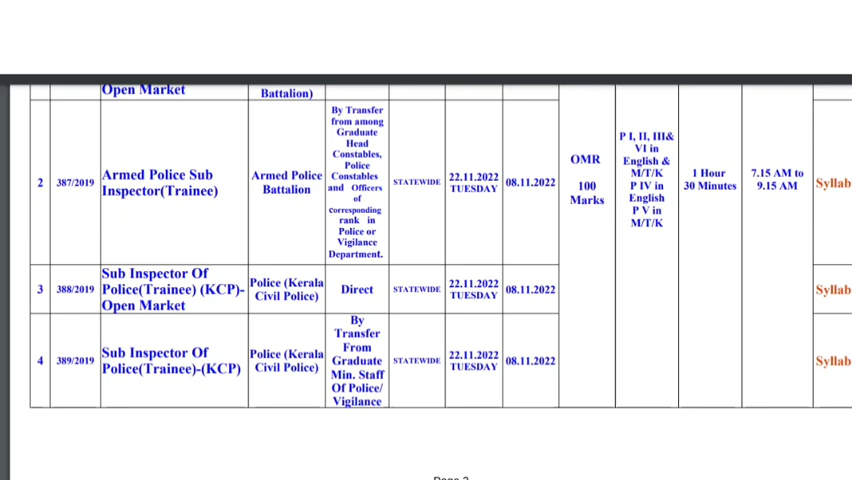 Open Market
Battalion)
2
387/2019
Armed Police Sub
Inspector(Trainee)
Armed Police
Battalion
By Transfer
from among
Graduate
Head
Constables,
Police
Constables
and Officers
of
corresponding
rank in
Police or
Vigilance
Department.
STATEWIDE
22.11.2022
TUESDAY
08.11.2022
OMR
100
Marks
P I, II, III&
VI in
English &
M/T/K
P IV in
English
P V in
M/T/K
1 Hour
30 Minutes
7.15 AM to
9.15 AM
Syllab
3
388/2019
Sub Inspector Of
Police(Trainee) (KCP)-
Open Market
Police (Kerala
Civil Police)
Direct
STATEWIDE
22.11.2022
TUESDAY
08.11.2022
Syllab
4
389/2019
Sub Inspector Of
Police(Trainee)-(KCP)
Police (Kerala
Civil Police)
By
Transfer
From
Graduate
Min. Staff
Of Police/
Vigilance
STATEWIDE
22.11.2022
TUESDAY
08.11.2022
Syllab